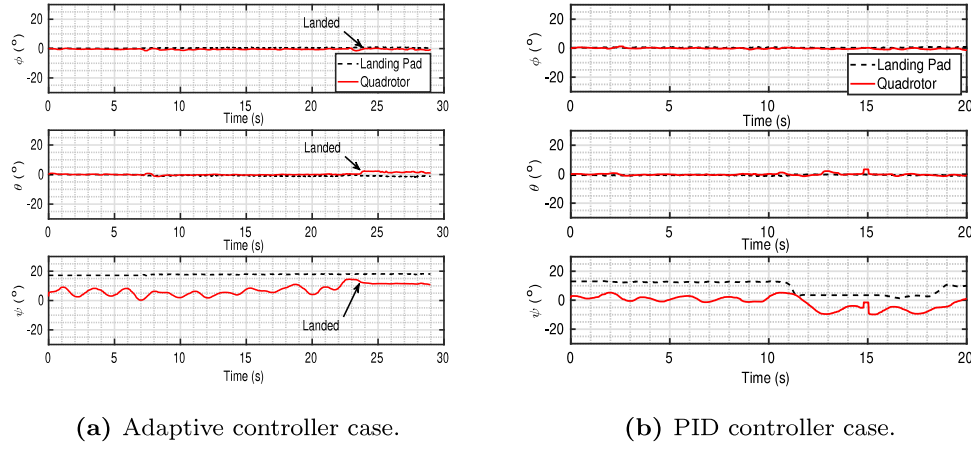 Landed
20
0
-20
ϕ (°)
Landing Pad
Quadrotor
0 5 10 15 20 25 30
Time (s)
Landed
20
0
-20
θ (°)
0 5 10 15 20 25 30
Time (s)
20
0
-20
ψ (°)
Landed
0 5 10 15 20 25 30
Time (s)
(a) Adaptive controller case.
20
0
-20
ϕ (°)
Landing Pad
Quadrotor
0 5 10 15 20
Time (s)
20
0
-20
θ (°)
0 5 10 15 20
Time (s)
20
0
-20
ψ (°)
0 5 10 15 20
Time (s)
(b) PID controller case.